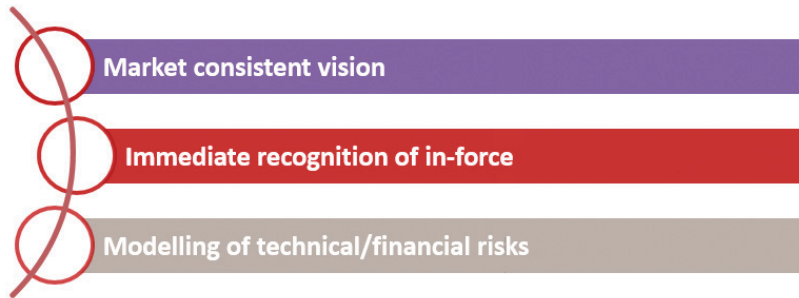 Market consistent vision
Immediate recognition of in-force
Modelling of technical/financial risks